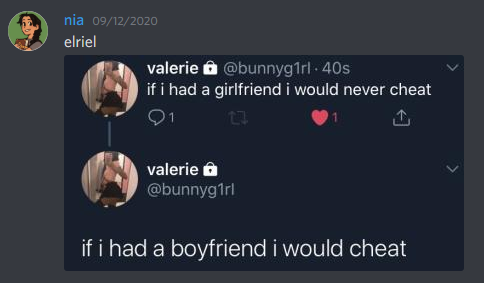 nia 09/12/2020
elriel
valerie @bunnyg1rl · 40s
if i had a girlfriend i would never cheat
1 1
valerie
@bunnyg1rl
if i had a boyfriend i would cheat